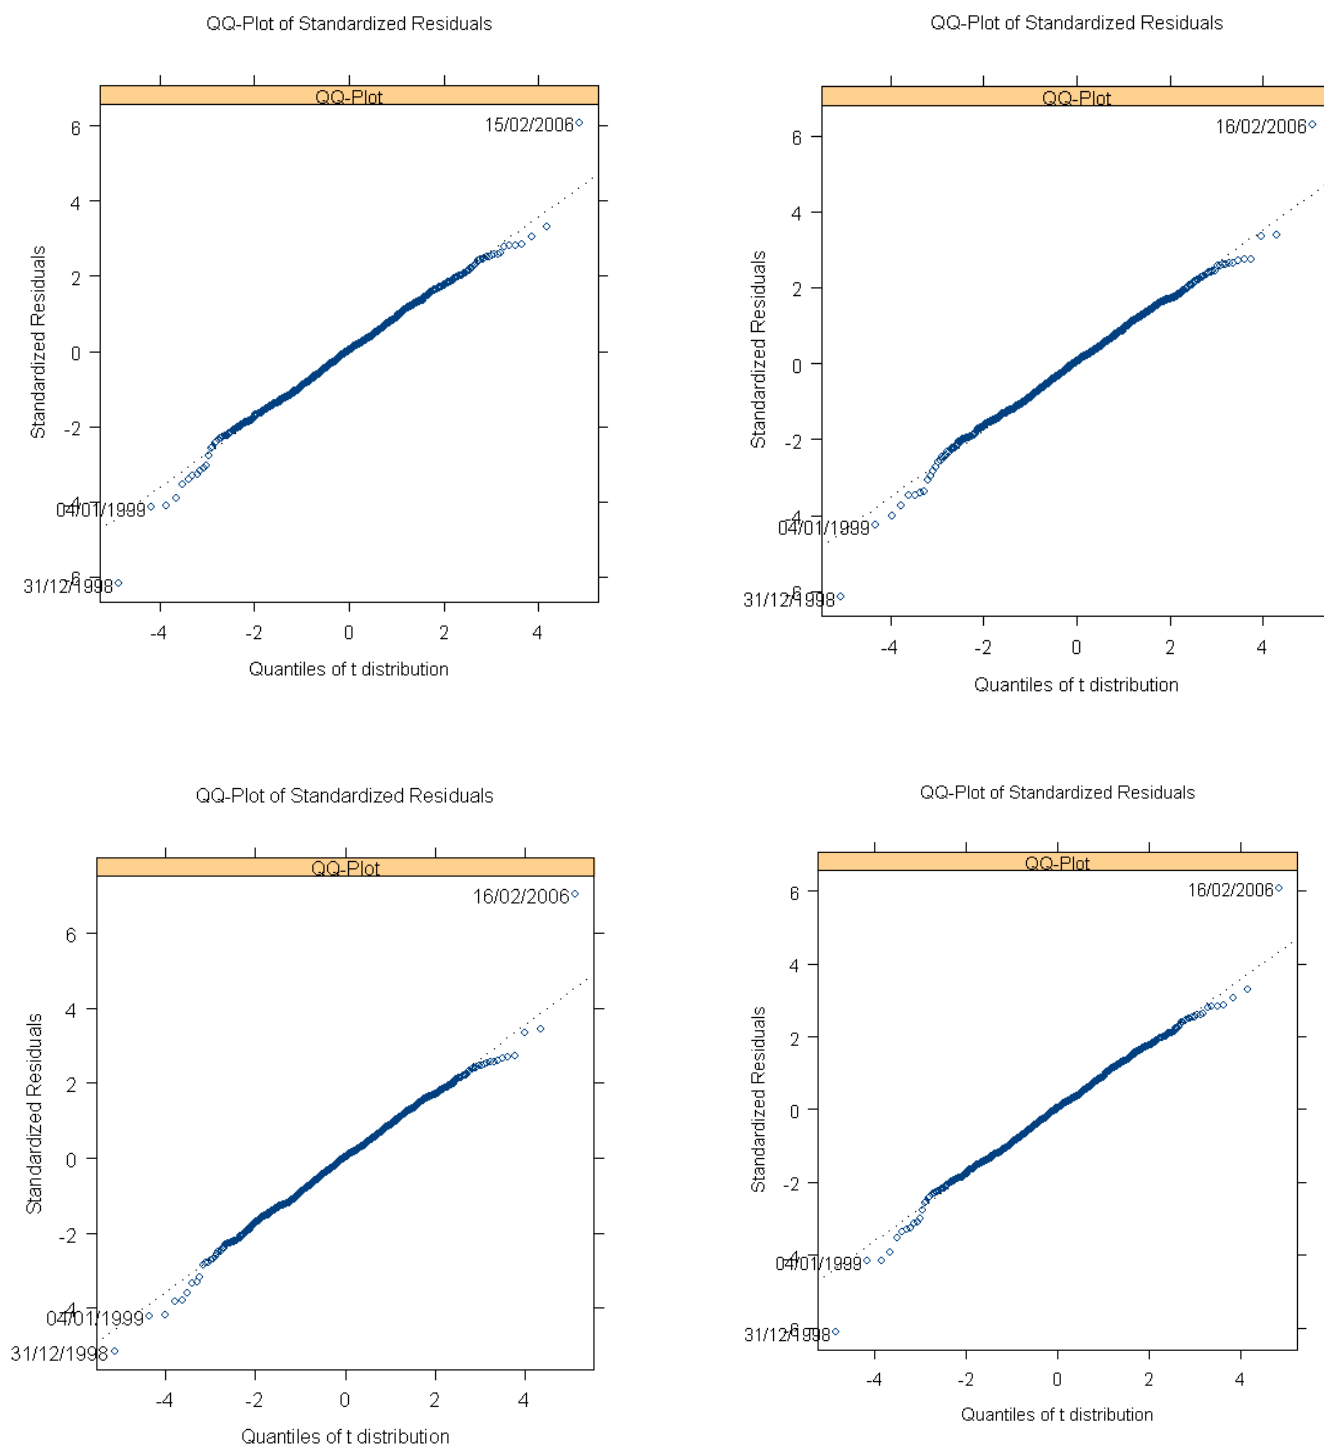 QQ-Plot of Standardized Residuals
QQ-Plot
6
4
2
0
-2
-4
-6
15/02/2006
04/01/1999
31/12/1998
Standardized Residuals
-4 -2 0 2 4
Quantiles of t distribution
QQ-Plot of Standardized Residuals
QQ-Plot
6
4
2
0
-2
-4
-6
16/02/2006
04/01/1999
31/12/1998
Standardized Residuals
-4 -2 0 2 4
Quantiles of t distribution
QQ-Plot of Standardized Residuals
QQ-Plot
6
4
2
0
-2
-4
16/02/2006
04/01/1999
31/12/1998
Standardized Residuals
-4 -2 0 2 4
Quantiles of t distribution
QQ-Plot of Standardized Residuals
QQ-Plot
6
4
2
0
-2
-4
-6
16/02/2006
04/01/1999
31/12/1998
Standardized Residuals
-4 -2 0 2 4
Quantiles of t distribution